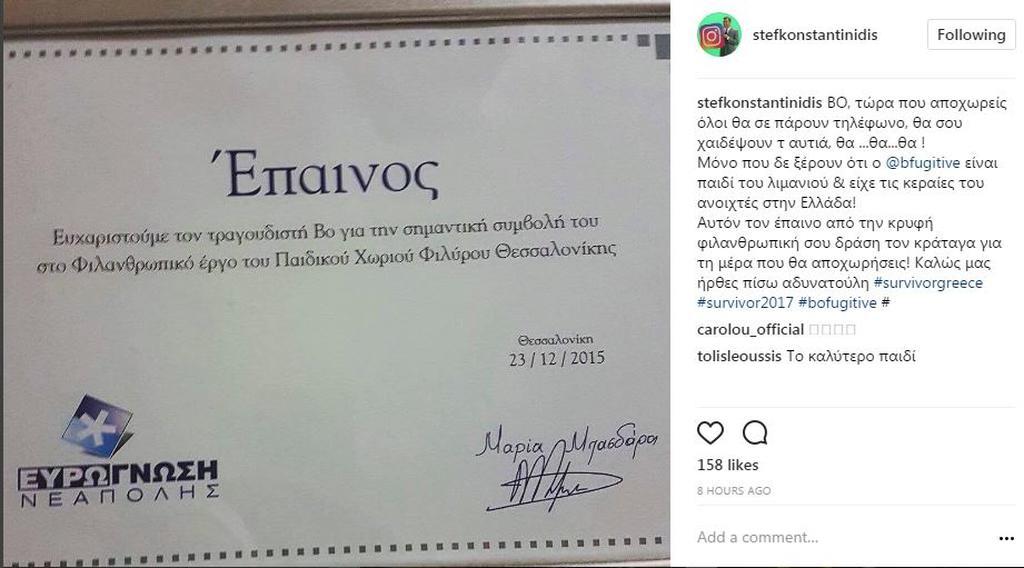 Έπαινος
Ευχαριστούμε τον τραγουδιστή Βο για την σημαντική συμβολή του
στο Φιλανθρωπικό έργο του Παιδικού Χωριού Φιλύρου Θεσσαλονίκης
Θεσσαλονίκη
23 / 12 / 2015
Μαρία Μπασδάρα
ΕΥΡΩΓΝΩΣΗ
ΝΕΑΠΟΛΗΣ
stefkonstantinidis
Following
stefkonstantinidis ΒΟ, τώρα που αποχωρείς
όλοι θα σε πάρουν τηλέφωνο, θα σου
χαιδέψουν τ αυτιά, θα ...θα...θα !
Μόνο που δε ξέρουν ότι ο @bfugitive είναι
παιδί του λιμανιού & είχε τις κεραίες του
ανοιχτές στην Ελλάδα!
Αυτόν τον έπαινο από την κρυφή
φιλανθρωπική σου δράση τον κράταγα για
τη μέρα που θα αποχωρήσεις! Καλώς μας
ήρθες πίσω αδυνατούλη #survivorgreece
#survivor2017 #bofugitive #
carolou_official
tolisleoussis Το καλύτερο παιδί
158 likes
8 HOURS AGO
Add a comment...